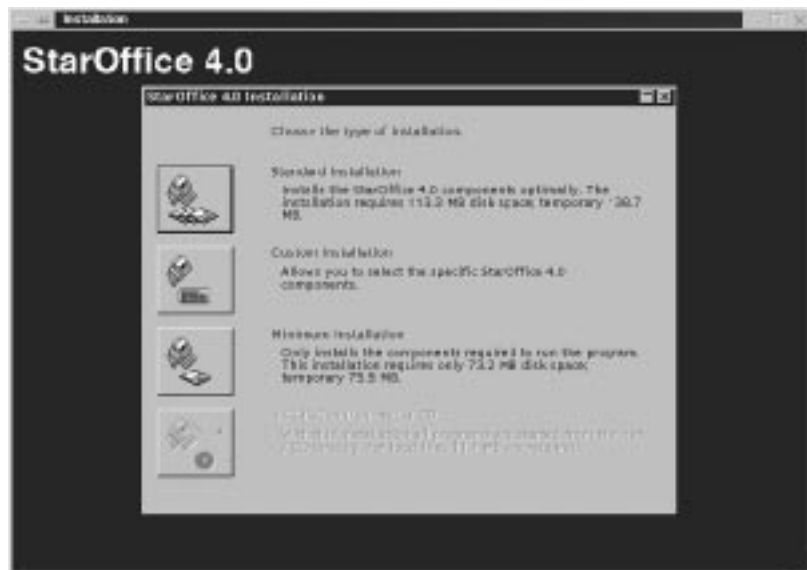 Installation
StarOffice 4.0
StarOffice 4.0 Installation
Choose the type of installation.
Standard Installation
Installs the StarOffice 4.0 components optimally. The
installation requires 113.3 MB disk space; temporary
MB.
Custom Installation
Allows you to select the specific StarOffice 4.0
components.
Minimum Installation
Only installs the components required to run the program.
This installation requires only 73.2 MB disk space;
temporary 75.9 MB.